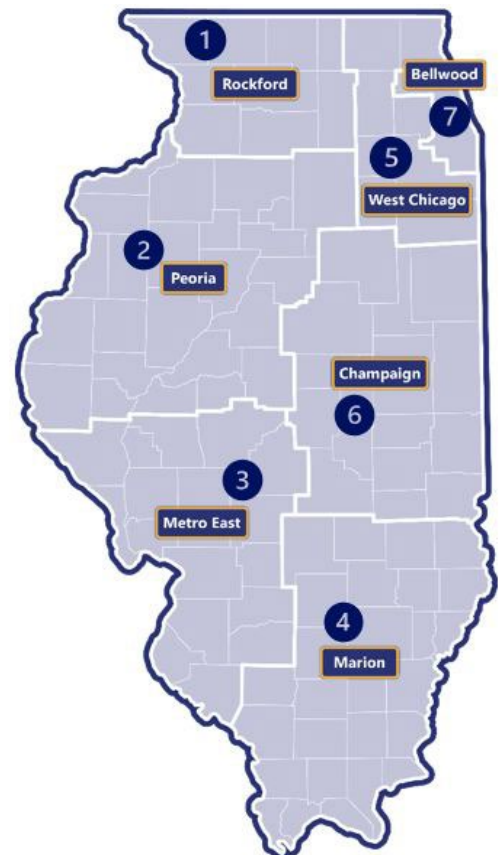 1
Rockford
Bellwood
7
5
West Chicago
2
Peoria
Champaign
6
3
Metro East
4
Marion